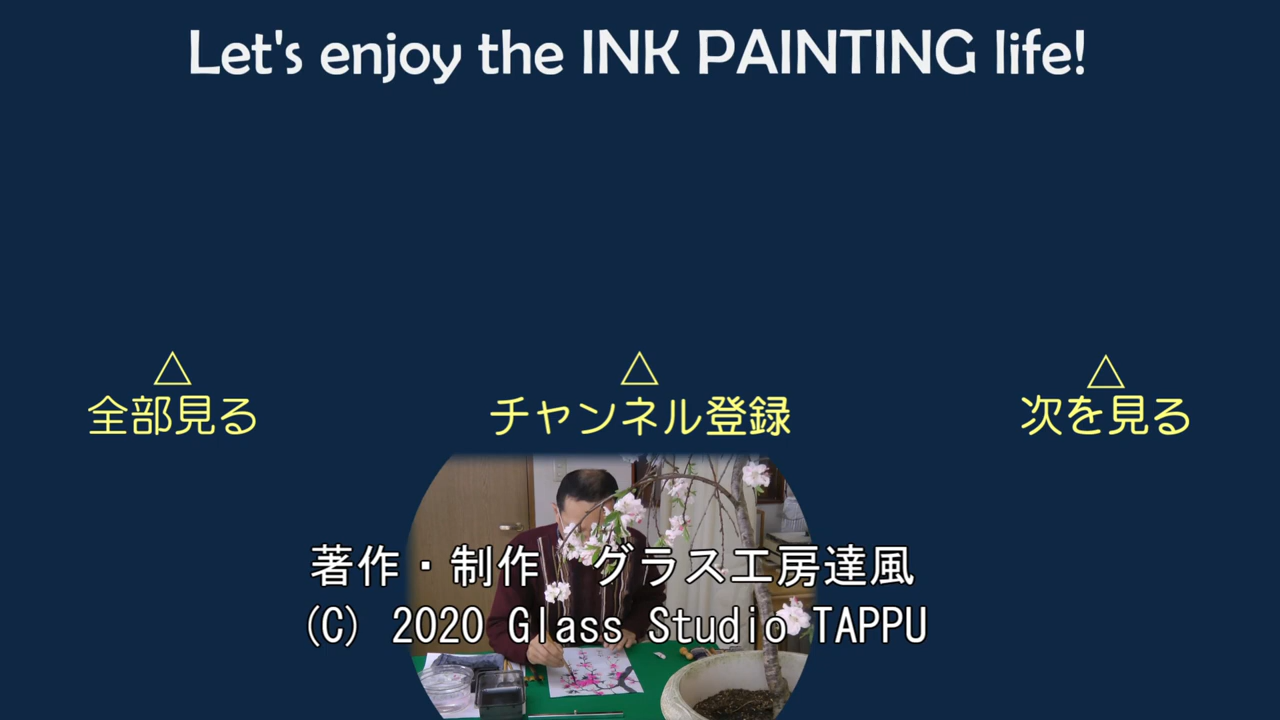 Let's enjoy the INK PAINTING life!
△ △ △
全部見る チャンネル登録 次を見る
著作・制作 グラス工房達風
(C) 2020 Glass Studio TAPPU